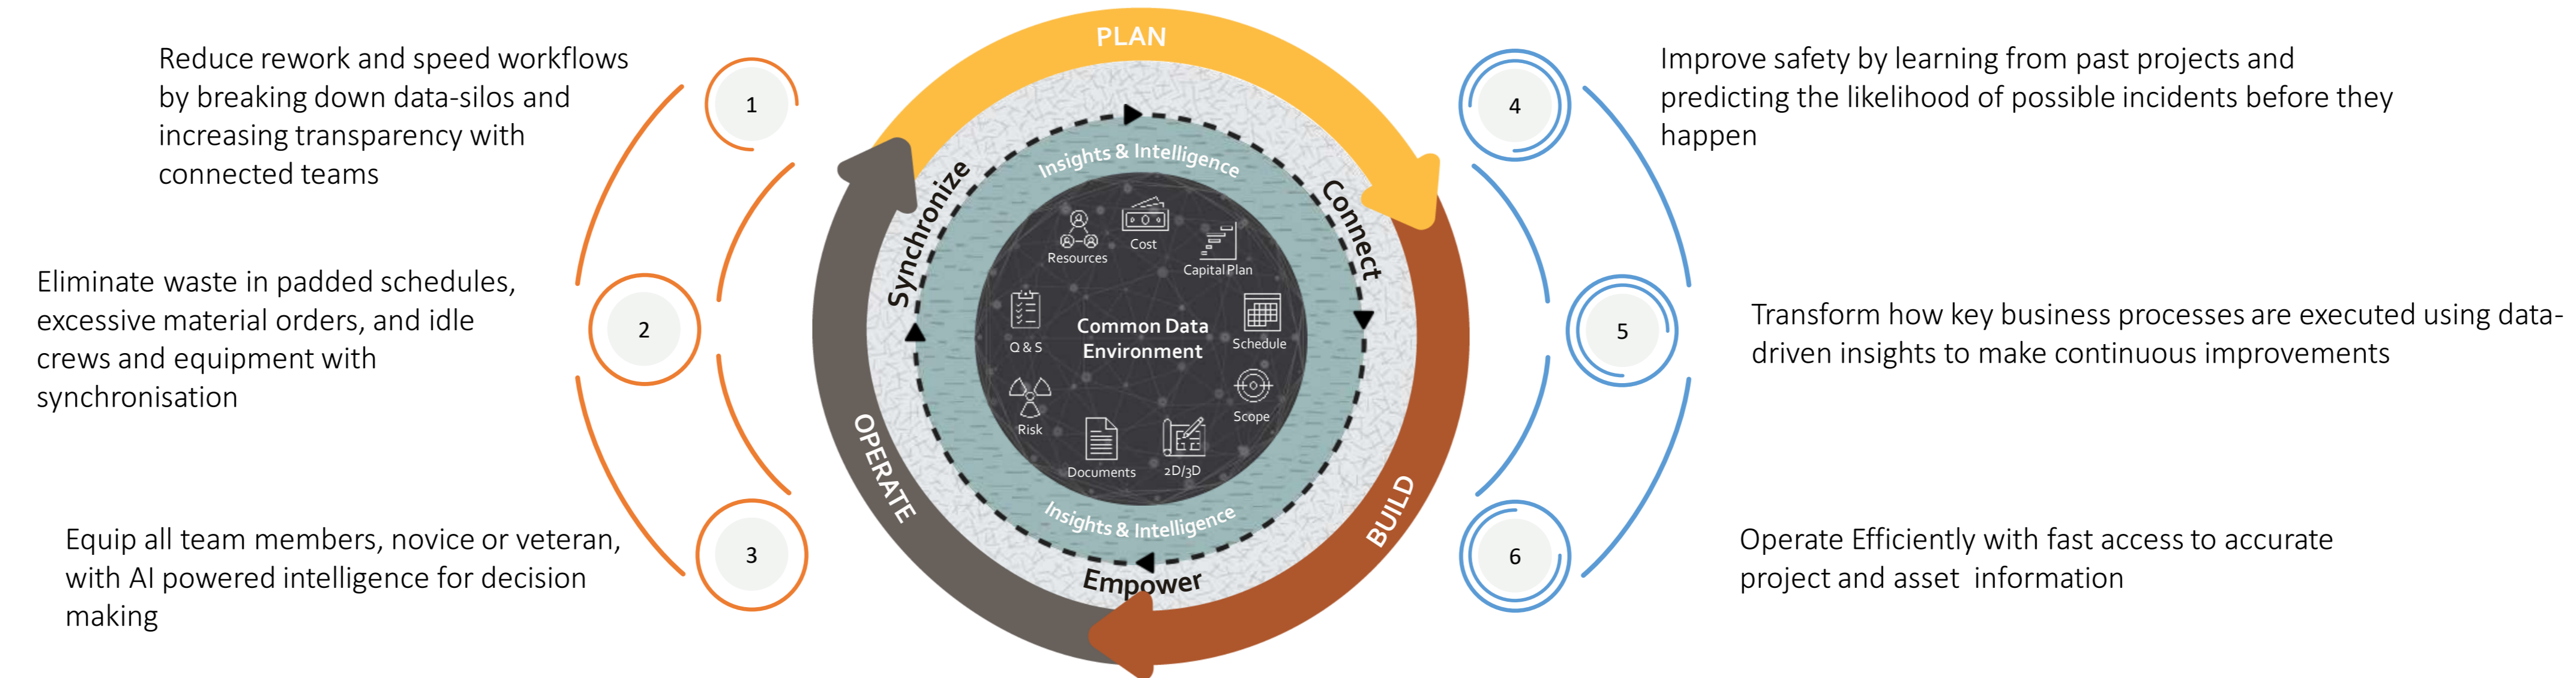 Reduce rework and speed workflows
by breaking down data-silos and
increasing transparency with
connected teams
1
Eliminate waste in padded schedules,
excessive material orders, and idle
crews and equipment with
synchronisation
2
Equip all team members, novice or veteran,
with AI powered intelligence for decision
making
3
PLAN
BUILD
OPERATE
Synchronize
Connect
Empower
Insights & Intelligence
Resources
Cost
Capital Plan
Q & S
Common Data
Environment
Schedule
Risk
Scope
Documents
2D/3D
Insights & Intelligence
4
Improve safety by learning from past projects and
predicting the likelihood of possible incidents before they
happen
5
Transform how key business processes are executed using data-
driven insights to make continuous improvements
6
Operate Efficiently with fast access to accurate
project and asset  information